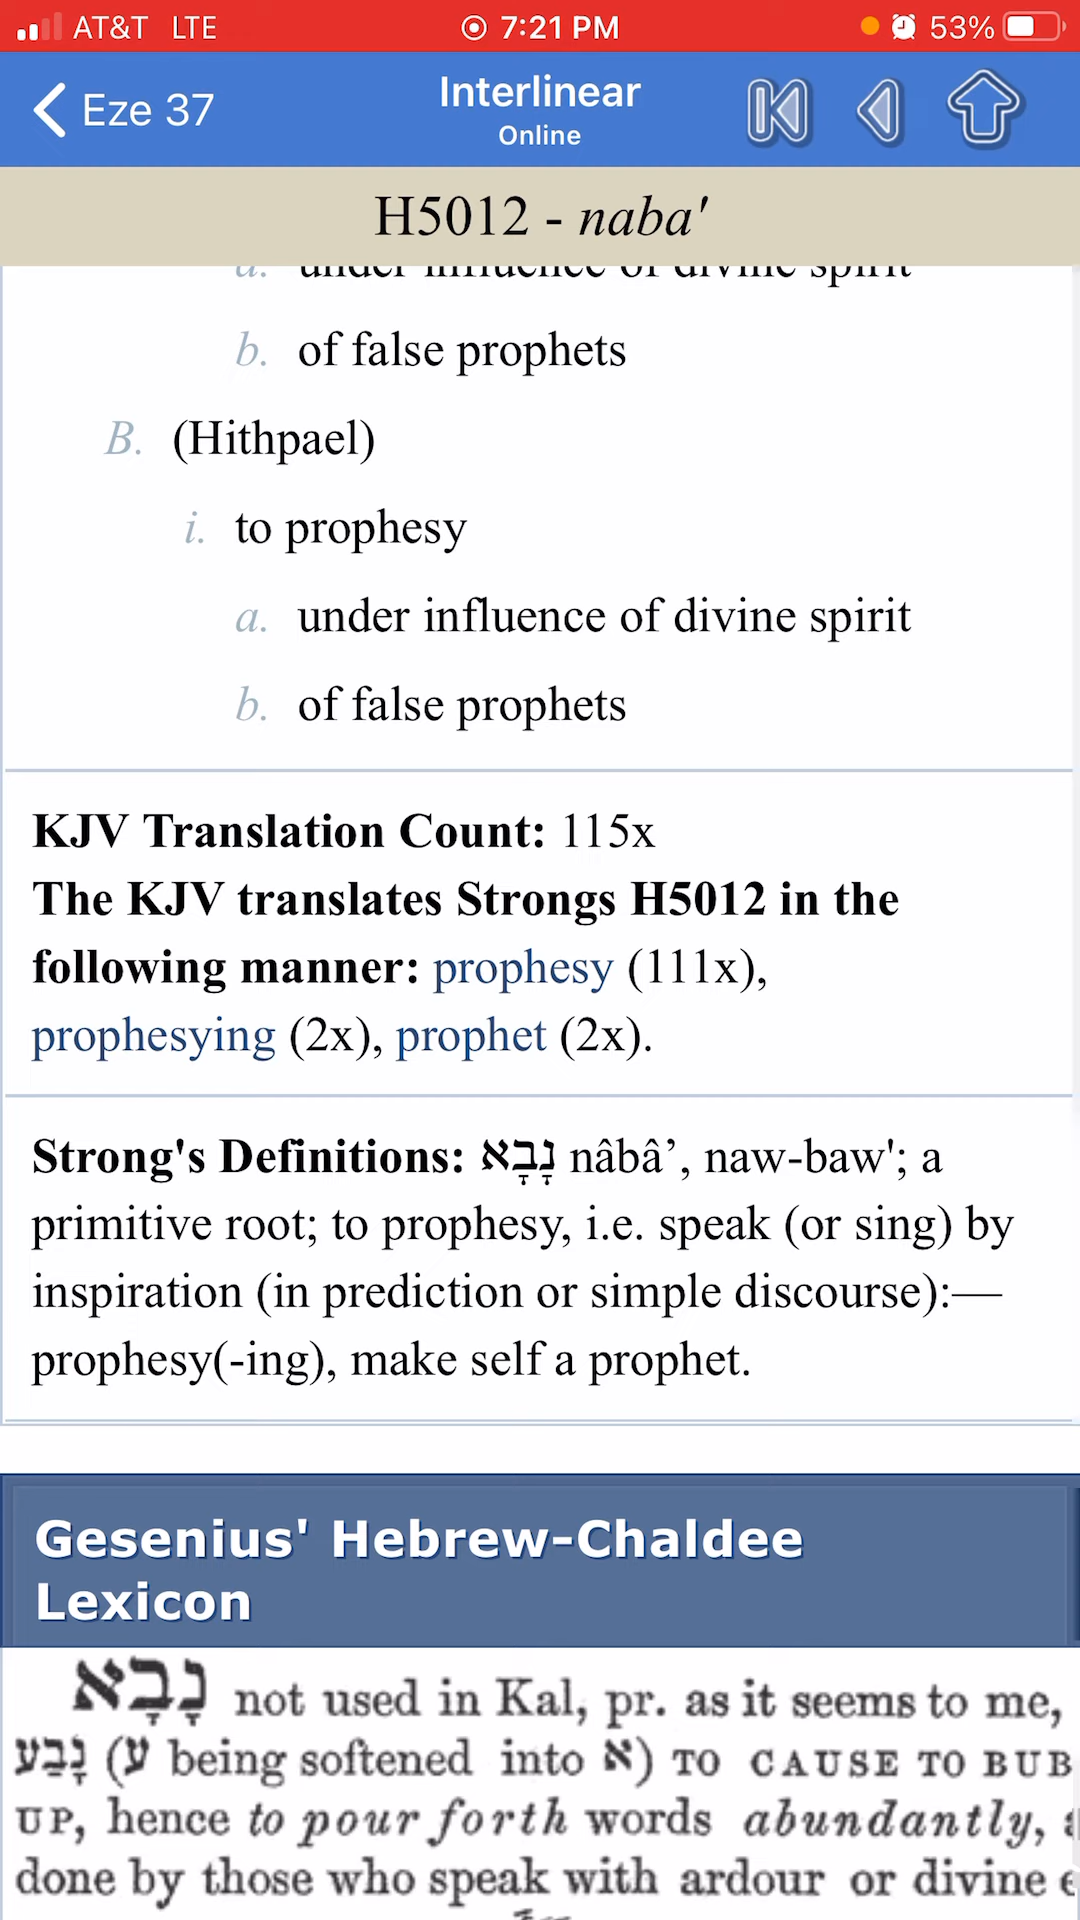 AT&T LTE 7:21 PM 53%
Eze 37
Interlinear
Online
H5012 - naba'
a. under influence of divine spirit
b. of false prophets
B. (Hithpael)
i. to prophesy
a. under influence of divine spirit
b. of false prophets
KJV Translation Count: 115x
The KJV translates Strongs H5012 in the
following manner: prophesy (111x),
prophesying (2x), prophet (2x).
Strong's Definitions: נָבָא nâbâʼ, naw-baw'; a
primitive root; to prophesy, i.e. speak (or sing) by
inspiration (in prediction or simple discourse):—
prophesy(-ing), make self a prophet.
Gesenius' Hebrew-Chaldee
Lexicon
נָבָא not used in Kal, pr. as it seems to me,
נָבַע (ע being softened into א) TO CAUSE TO BUB
UP, hence to pour forth words abundantly,
done by those who speak with ardour or divine